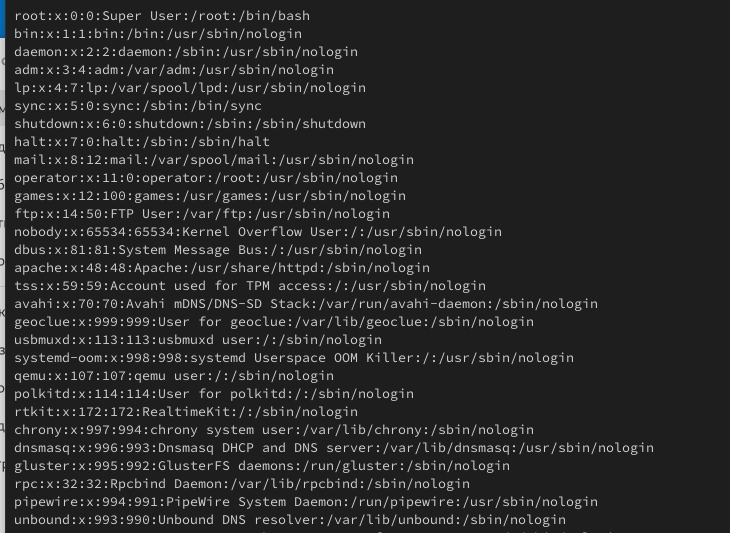 root:x:0:0:Super User:/root:/bin/bash
bin:x:1:1:bin:/bin:/usr/sbin/nologin
daemon:x:2:2:daemon:/sbin:/usr/sbin/nologin
adm:x:3:4:adm:/var/adm:/usr/sbin/nologin
lp:x:4:7:lp:/var/spool/lpd:/usr/sbin/nologin
sync:x:5:0:sync:/sbin:/bin/sync
shutdown:x:6:0:shutdown:/sbin:/sbin/shutdown
halt:x:7:0:halt:/sbin:/sbin/halt
mail:x:8:12:mail:/var/spool/mail:/usr/sbin/nologin
operator:x:11:0:operator:/root:/usr/sbin/nologin
games:x:12:100:games:/usr/games:/usr/sbin/nologin
ftp:x:14:50:FTP User:/var/ftp:/usr/sbin/nologin
nobody:x:65534:65534:Kernel Overflow User:/:/usr/sbin/nologin
dbus:x:81:81:System Message Bus:/:/usr/sbin/nologin
apache:x:48:48:Apache:/usr/share/httpd:/sbin/nologin
tss:x:59:59:Account used for TPM access:/:/usr/sbin/nologin
avahi:x:70:70:Avahi mDNS/DNS-SD Stack:/var/run/avahi-daemon:/sbin/nologin
geoclue:x:999:999:User for geoclue:/var/lib/geoclue:/sbin/nologin
usbmuxd:x:113:113:usbmuxd user:/:/sbin/nologin
systemd-oom:x:998:998:systemd Userspace OOM Killer:/:/usr/sbin/nologin
qemu:x:107:107:qemu user:/:/sbin/nologin
polkitd:x:114:114:User for polkitd:/:/sbin/nologin
rtkit:x:172:172:RealtimeKit:/:/sbin/nologin
chrony:x:997:994:chrony system user:/var/lib/chrony:/sbin/nologin
dnsmasq:x:996:993:Dnsmasq DHCP and DNS server:/var/lib/dnsmasq:/usr/sbin/nologin
gluster:x:995:992:GlusterFS daemons:/run/gluster:/sbin/nologin
rpc:x:32:32:Rpcbind Daemon:/var/lib/rpcbind:/sbin/nologin
pipewire:x:994:991:PipeWire System Daemon:/run/pipewire:/usr/sbin/nologin
unbound:x:993:990:Unbound DNS resolver:/var/lib/unbound:/sbin/nologin